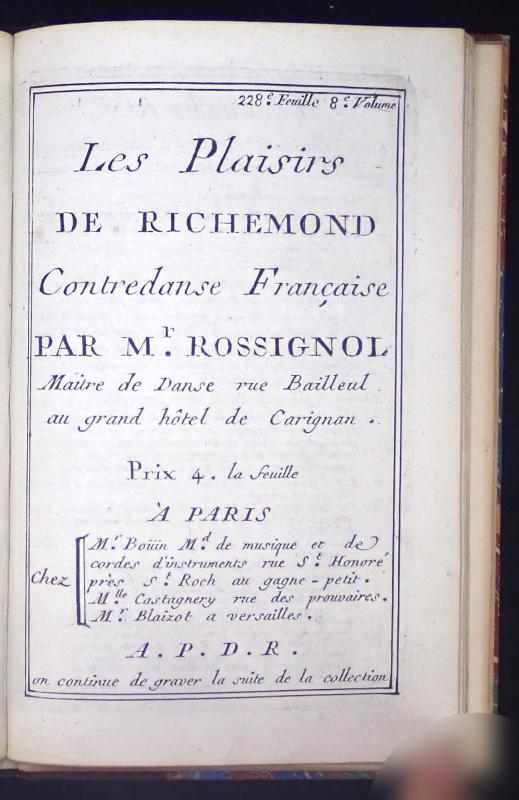 228.e Feuille 8.e Volume
Les Plaisirs
DE RICHEMOND
Contredanse Française
PAR M.r ROSSIGNOL
Maître de Danse rue Bailleul.
au grand hôtel de Carignan.
Prix 4. la feuille
À PARIS
Chez
M.r Boüin M.d de musique et de
cordes d'instruments rue S.t Honoré
près S.t Roch au gagne-petit.
M.lle Castagnery rue des prouvaires.
M.r Blaizot a versailles.
A. P. D. R.
on continue de graver la suite de la collection